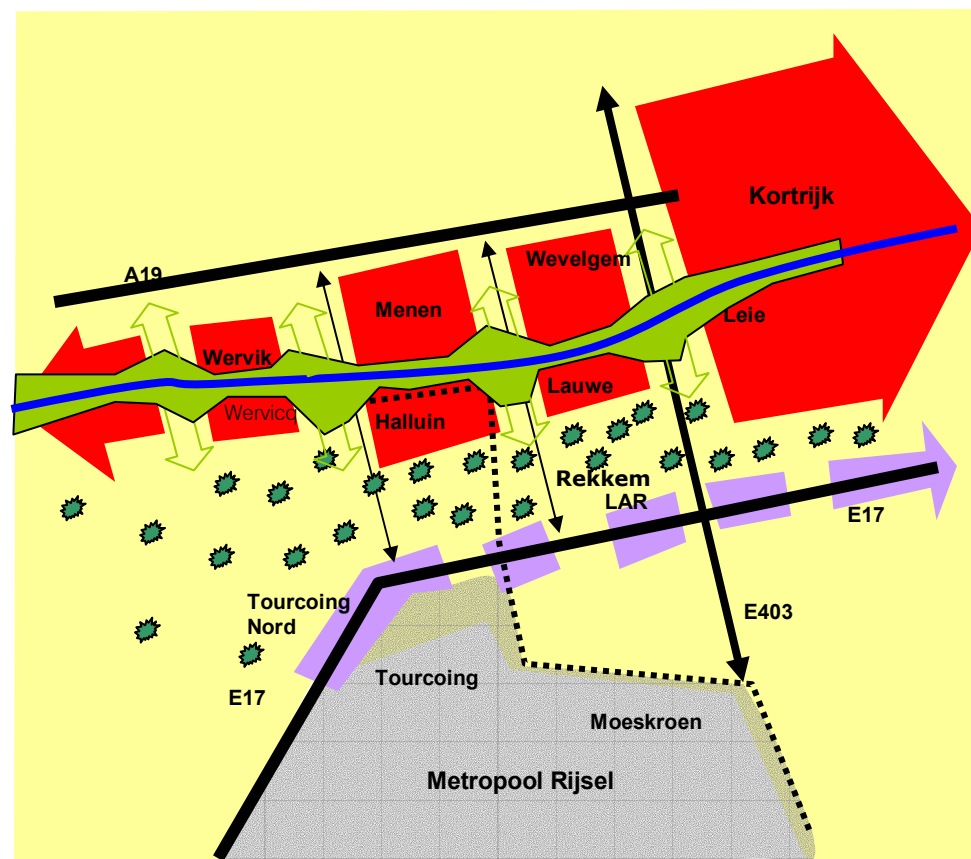 Kortrijk
Wevelgem
A19
Menen
Leie
Wervik
Lauwe
Wervicq
Halluin
Rekkem
LAR
E17
Tourcoing
Nord
E403
Tourcoing
E17
Moeskroen
Metropool Rijsel